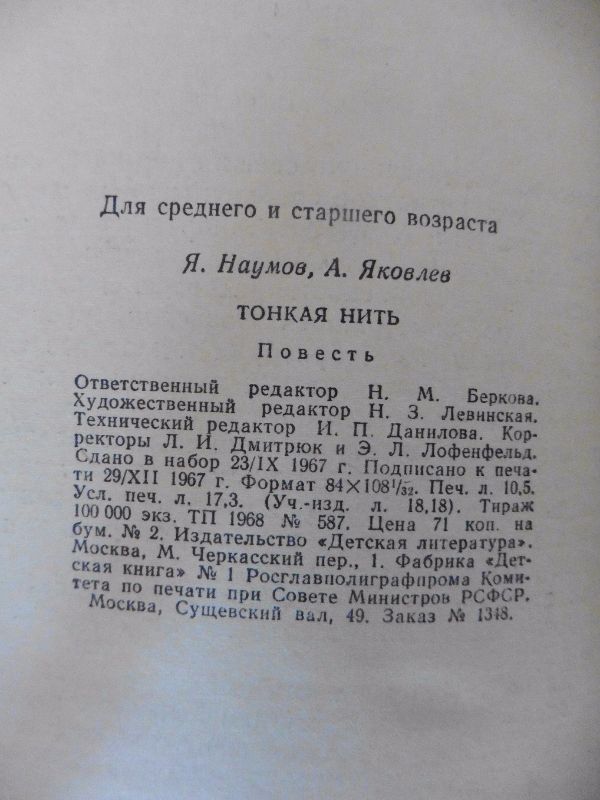 Для среднего и старшего возраста
Я. Наумов, А. Яковлев
ТОНКАЯ НИТЬ
Повесть
Ответственный редактор Н. М. Беркова.
Художественный редактор Н. З. Левинская.
Технический редактор И. П. Данилова. Кор-
ректоры Л. И. Дмитрюк и Э. Л. Лофенфельд.
Сдано в набор 23/IX 1967 г. Подписано к печа-
ти 29/XII 1967 г. Формат 84×108¹/₃₂. Печ. л. 10,5.
Усл. печ. л. 17,3. (Уч.-изд. л. 18,18). Тираж
100 000 экз. ТП 1968 № 587. Цена 71 коп. на
бум. № 2. Издательство «Детская литература».
Москва, М. Черкасский пер., 1. Фабрика «Дет-
ская книга» № 1 Росглавполиграфпрома Коми-
тета по печати при Совете Министров РСФСР.
Москва, Сущевский вал, 49. Заказ № 1348.